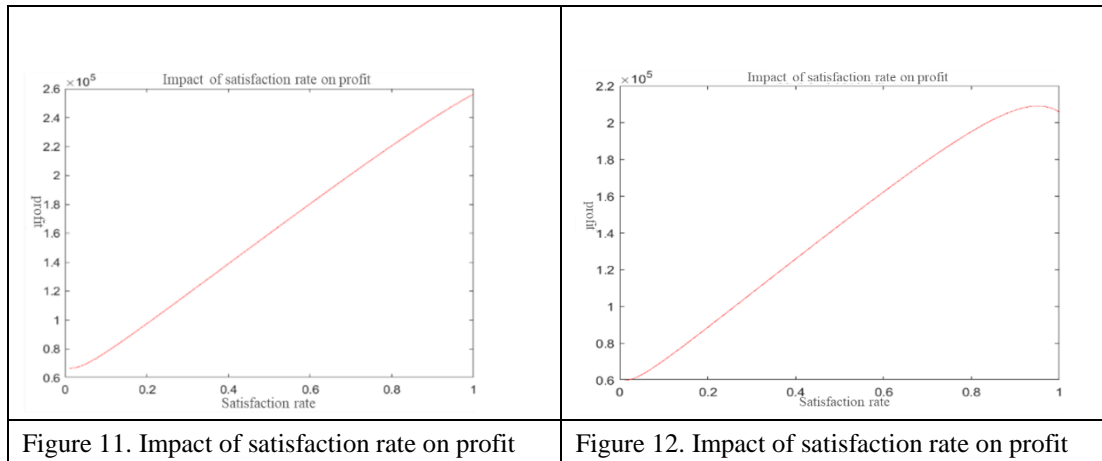 Impact of satisfaction rate on profit
×10^5
2.6
2.4
2.2
2
1.8
1.6
1.4
1.2
1
0.8
0.6
profit
0 0.2 0.4 0.6 0.8 1
Satisfaction rate
Figure 11. Impact of satisfaction rate on profit
Impact of satisfaction rate on profit
×10^5
2.2
2
1.8
1.6
1.4
1.2
1
0.8
0.6
profit
0 0.2 0.4 0.6 0.8 1
Satisfaction rate
Figure 12. Impact of satisfaction rate on profit